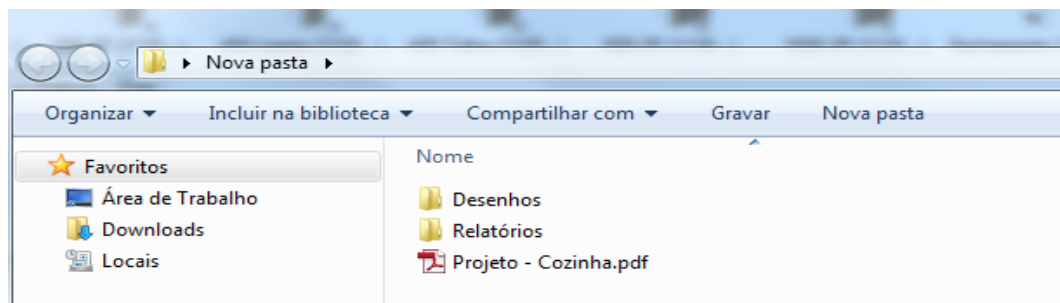 Nova pasta
Organizar Incluir na biblioteca Compartilhar com Gravar Nova pasta
Favoritos
Área de Trabalho
Downloads
Locais
Nome
Desenhos
Relatórios
Projeto - Cozinha.pdf